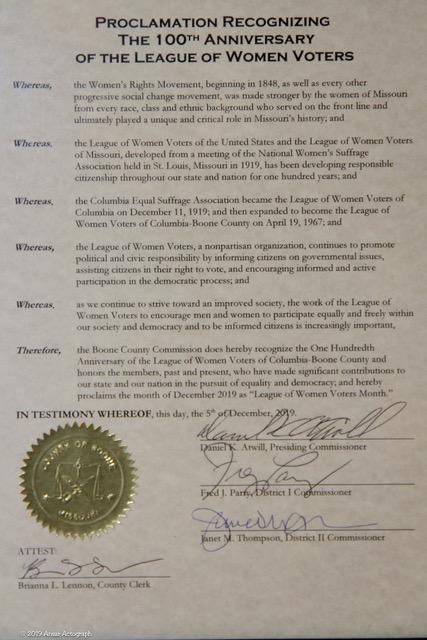 PROCLAMATION RECOGNIZING
THE 100TH ANNIVERSARY
OF THE LEAGUE OF WOMEN VOTERS
Whereas, the Women's Rights Movement, beginning in 1848, as well as every other
progressive social change movement, was made stronger by the women of Missouri
from every race, class and ethnic background who served on the front line and
ultimately played a unique and critical role in Missouri's history; and
Whereas, the League of Women Voters of the United States and the League of Women Voters
of Missouri, developed from a meeting of the National Women's Suffrage
Association held in St. Louis, Missouri in 1919, has been developing responsible
citizenship throughout our state and nation for one hundred years; and
Whereas, the Columbia Equal Suffrage Association became the League of Women Voters of
Columbia on December 11, 1919; and then expanded to become the League of
Women Voters of Columbia-Boone County on April 19, 1967; and
Whereas, the League of Women Voters, a nonpartisan organization, continues to promote
political and civic responsibility by informing citizens on governmental issues,
assisting citizens in their right to vote, and encouraging informed and active
participation in the democratic process; and
Whereas, as we continue to strive toward an improved society, the work of the League of
Women Voters to encourage men and women to participate equally and freely within
our society and democracy and to be informed citizens is increasingly important,
Therefore, the Boone County Commission does hereby recognize the One Hundredth
Anniversary of the League of Women Voters of Columbia-Boone County and
honors the members, past and present, who have made significant contributions to
our state and our nation in the pursuit of equality and democracy; and hereby
proclaims the month of December 2019 as "League of Women Voters Month."
IN TESTIMONY WHEREOF, this day, the 5th of December, 2019.
Daniel K. Atwill, Presiding Commissioner
Fred J. Parry, District I Commissioner
Janet M. Thompson, District II Commissioner
COUNTY OF BOONE
MISSOURI
ATTEST:
Brianna L. Lennon, County Clerk
© 2019 Anwar Actograph